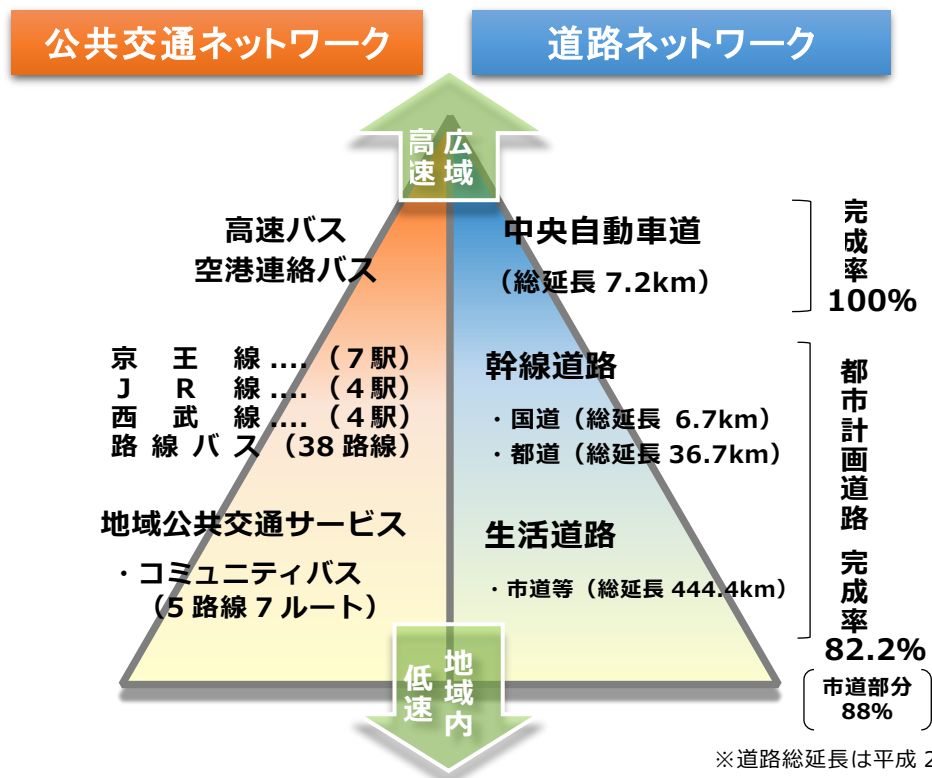 公共交通ネットワーク
道路ネットワーク
広域
高速
高速バス
空港連絡バス
京王線....（7駅）
JR線....（4駅）
西武線....（4駅）
路線バス（38路線）
地域公共交通サービス
・コミュニティバス
（5路線7ルート）
中央自動車道
（総延長 7.2km）
幹線道路
・国道（総延長 6.7km）
・都道（総延長 36.7km）
生活道路
・市道等（総延長 444.4km）
完成率
100%
都市計画道路 完成率
82.2%
市道部分
88%
地域内
低速
※道路総延長は平成 2